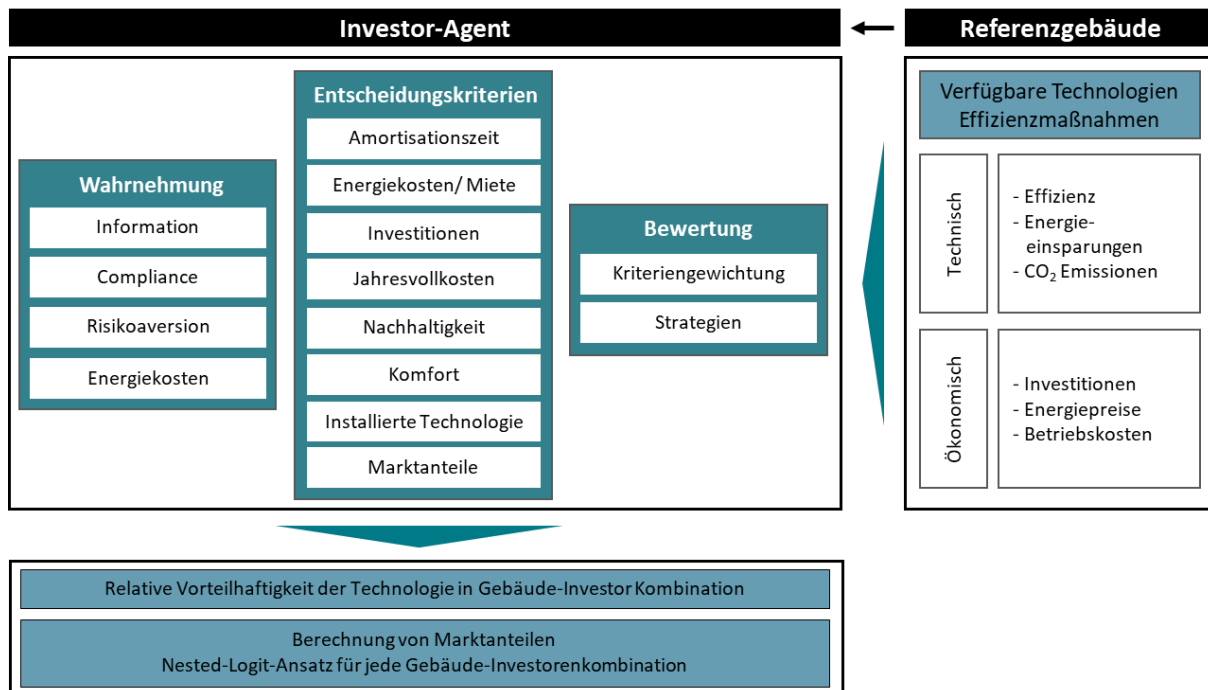 Investor-Agent
Wahrnehmung
Information
Compliance
Risikoaversion
Energiekosten
Entscheidungskriterien
Amortisationszeit
Energiekosten/ Miete
Investitionen
Jahresvollkosten
Nachhaltigkeit
Komfort
Installierte Technologie
Marktanteile
Bewertung
Kriteriengewichtung
Strategien
Referenzgebäude
Verfügbare Technologien
Effizienzmaßnahmen
Technisch
- Effizienz
- Energie-
einsparungen
- CO₂ Emissionen
Ökonomisch
- Investitionen
- Energiepreise
- Betriebskosten
Relative Vorteilhaftigkeit der Technologie in Gebäude-Investor Kombination
Berechnung von Marktanteilen
Nested-Logit-Ansatz für jede Gebäude-Investorenkombination